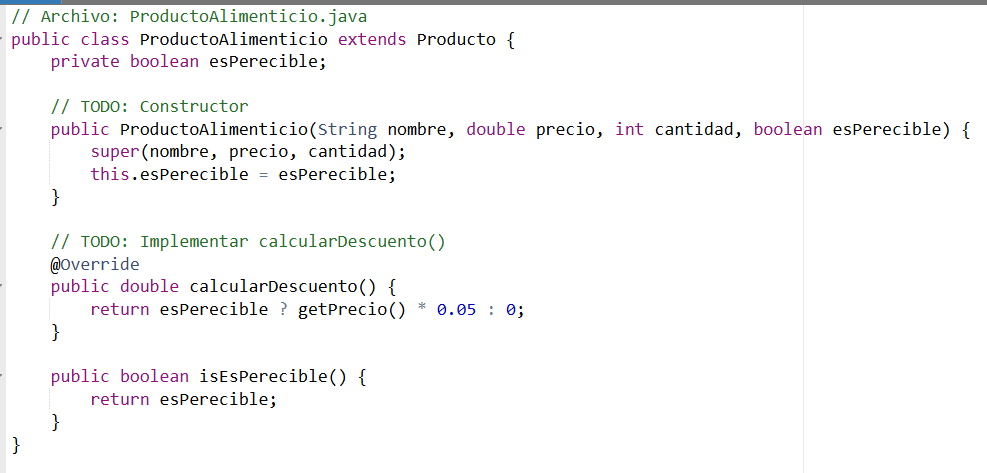 // Archivo: ProductoAlimenticio.java
public class ProductoAlimenticio extends Producto {
    private boolean esPerecible;

    // TODO: Constructor
    public ProductoAlimenticio(String nombre, double precio, int cantidad, boolean esPerecible) {
        super(nombre, precio, cantidad);
        this.esPerecible = esPerecible;
    }

    // TODO: Implementar calcularDescuento()
    @Override
    public double calcularDescuento() {
        return esPerecible ? getPrecio() * 0.05 : 0;
    }

    public boolean isEsPerecible() {
        return esPerecible;
    }
}